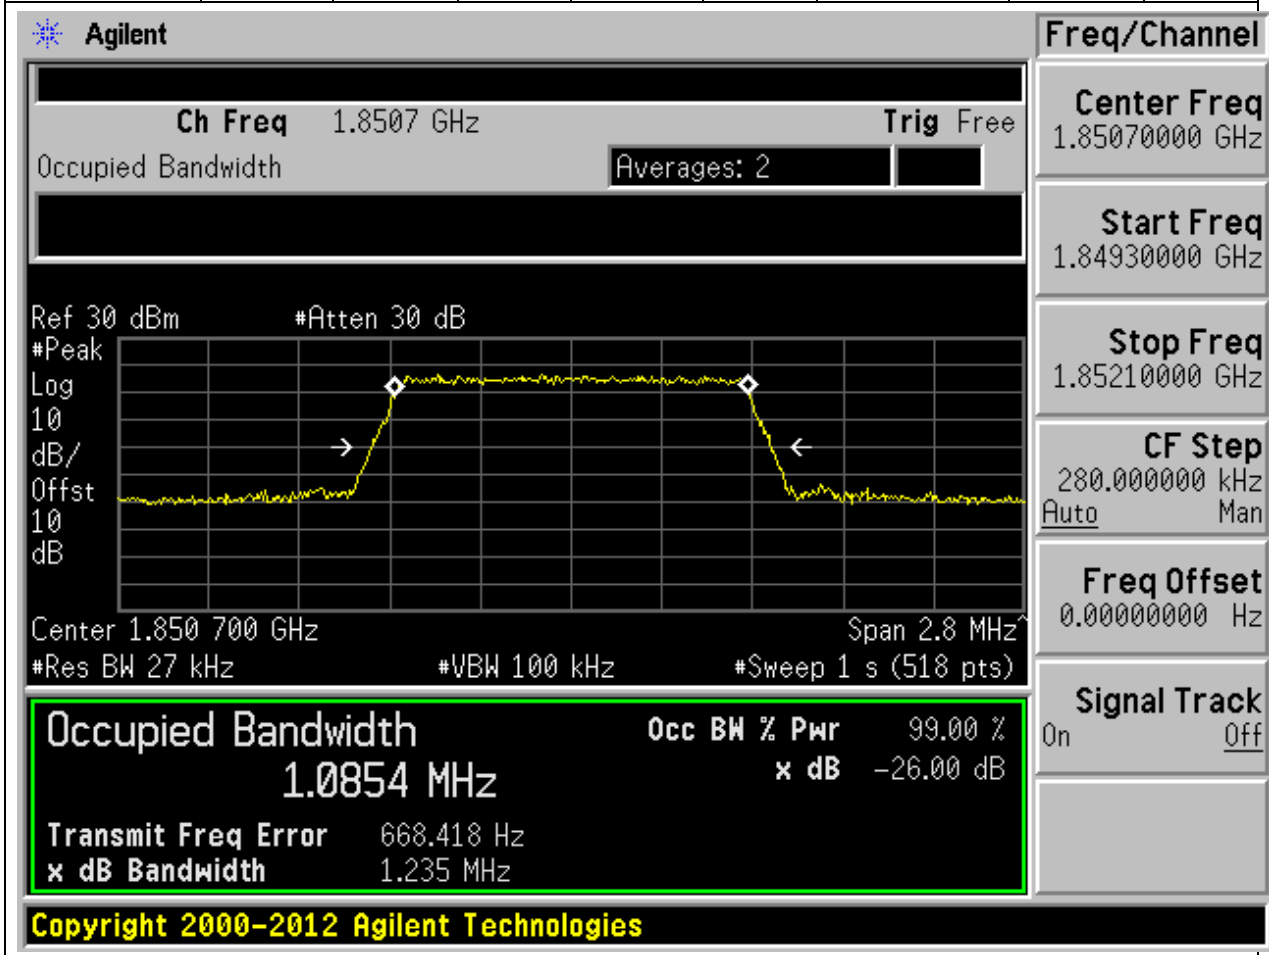 Agilent
Freq/Channel
Ch Freq 1.8507 GHz Trig Free
Occupied Bandwidth Averages: 2
Center Freq
1.85070000 GHz
Start Freq
1.84930000 GHz
Stop Freq
1.85210000 GHz
CF Step
280.000000 kHz
Auto Man
Freq Offset
0.00000000 Hz
Signal Track
On Off
Ref 30 dBm #Atten 30 dB
#Peak
Log
10
dB/
Offst
10
dB
Center 1.850 700 GHz Span 2.8 MHz^
#Res BW 27 kHz #VBW 100 kHz #Sweep 1 s (518 pts)
Occupied Bandwidth Occ BW % Pwr 99.00 %
1.0854 MHz x dB -26.00 dB
Transmit Freq Error 668.418 Hz
x dB Bandwidth 1.235 MHz
Copyright 2000-2012 Agilent Technologies